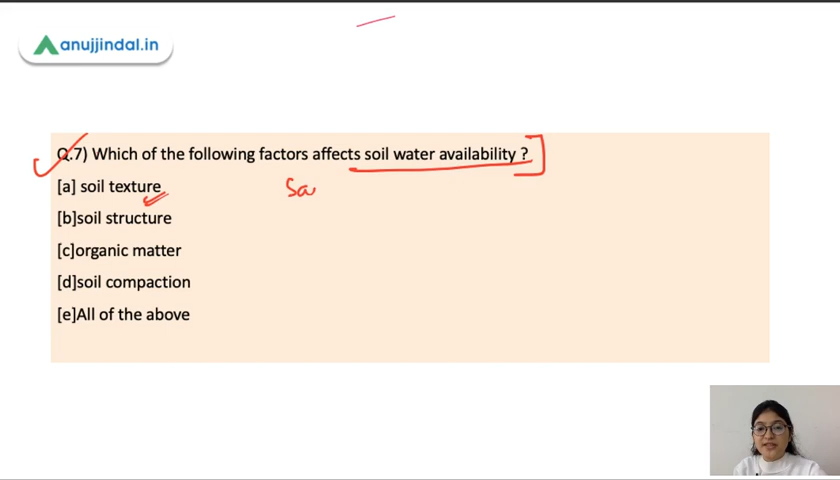 anujjindal.in
Q.7) Which of the following factors affects soil water availability ?
[a] soil texture
Sa
[b]soil structure
[c]organic matter
[d]soil compaction
[e]All of the above